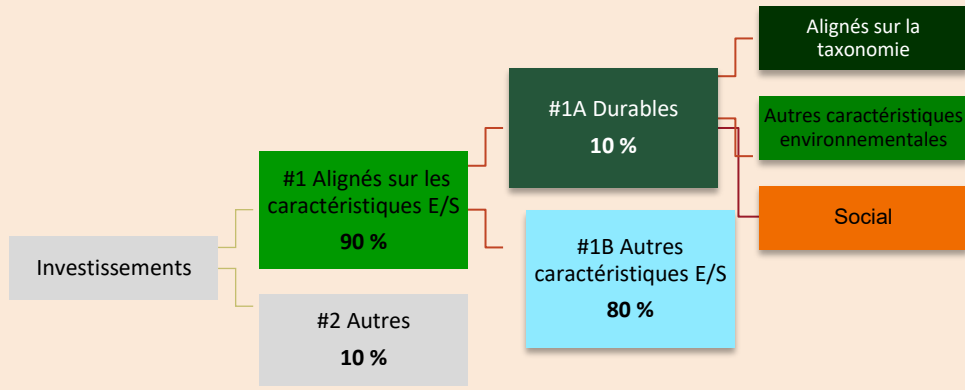 Investissements
#1 Alignés sur les
caractéristiques E/S
90 %
#2 Autres
10 %
#1A Durables
10 %
#1B Autres
caractéristiques E/S
80 %
Alignés sur la
taxonomie
Autres caractéristiques
environnementales
Social